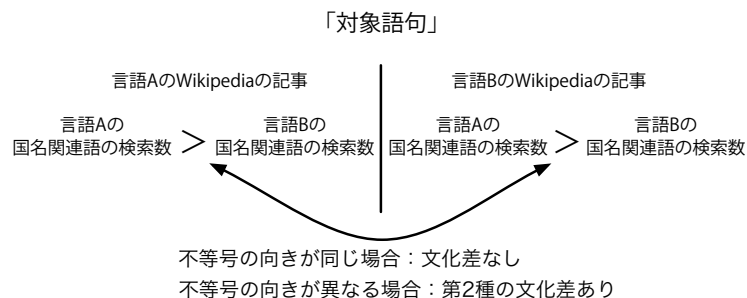 「対象語句」
言語AのWikipediaの記事
言語BのWikipediaの記事
言語Aの
国名関連語の検索数
>
言語Bの
国名関連語の検索数
言語Aの
国名関連語の検索数
>
言語Bの
国名関連語の検索数
不等号の向きが同じ場合：文化差なし
不等号の向きが異なる場合：第2種の文化差あり